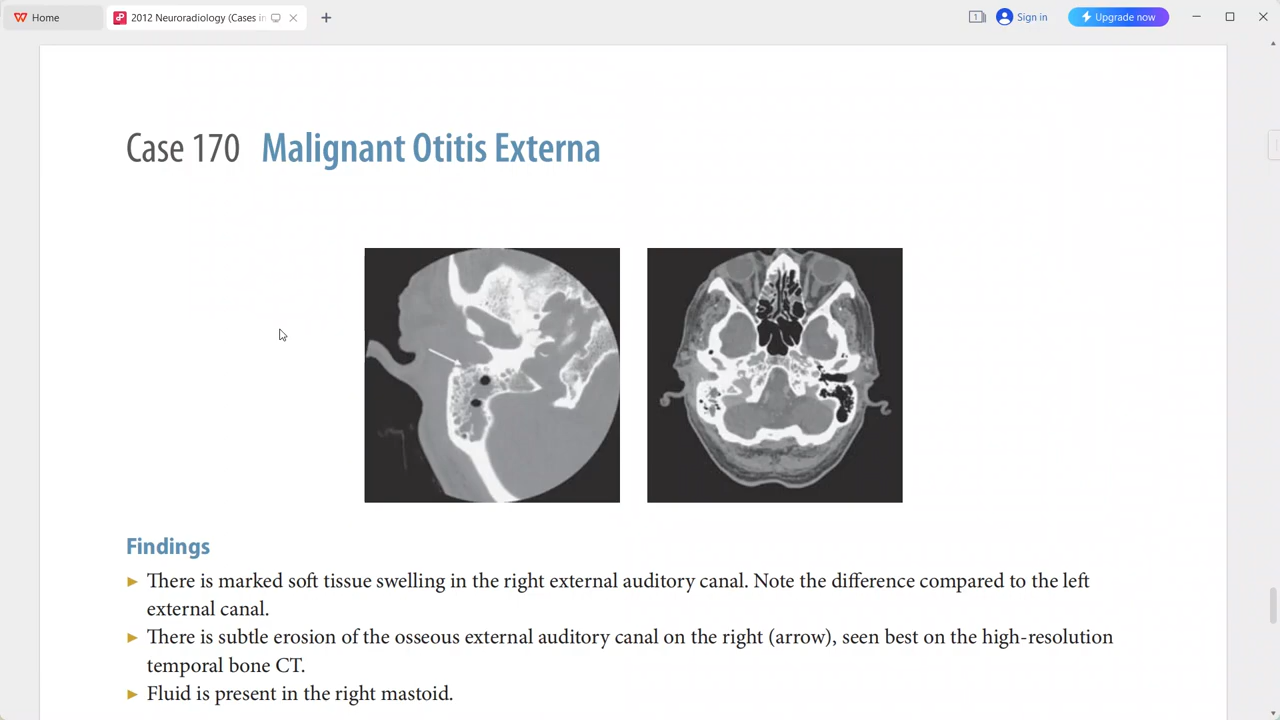 Home
2012 Neuroradiology (Cases in
1
Sign in
Upgrade now
Case 170 Malignant Otitis Externa
Findings
► There is marked soft tissue swelling in the right external auditory canal. Note the difference compared to the left
external canal.
► There is subtle erosion of the osseous external auditory canal on the right (arrow), seen best on the high-resolution
temporal bone CT.
► Fluid is present in the right mastoid.